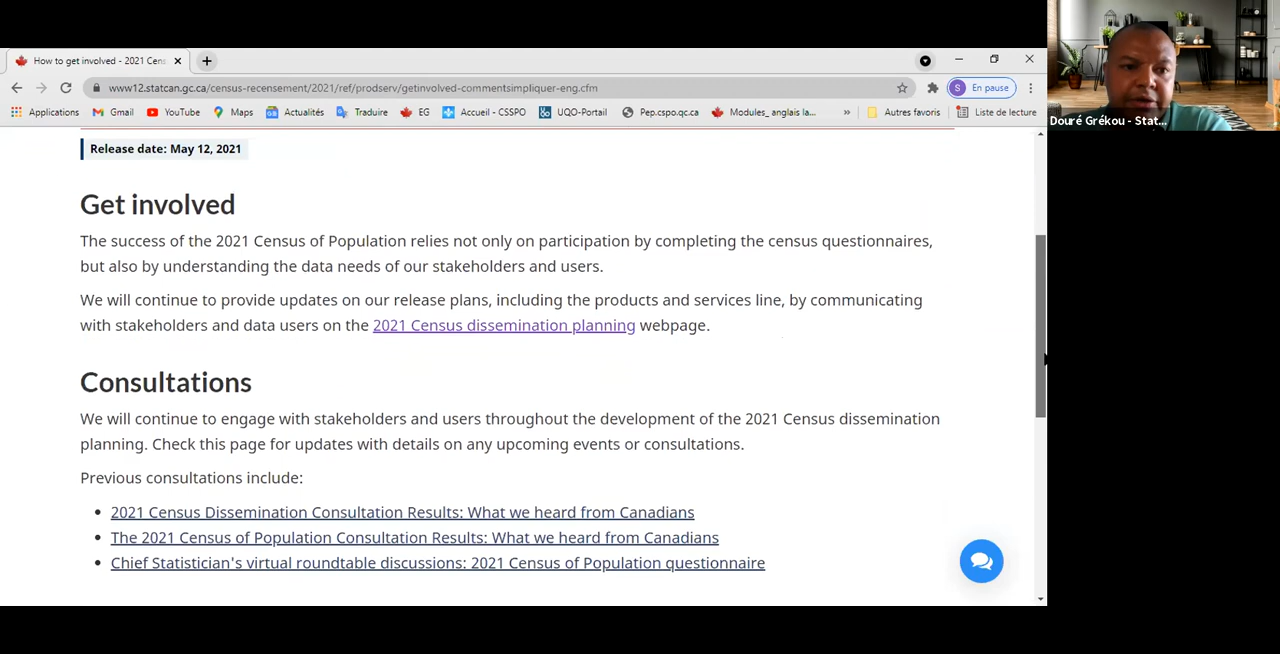 How to get involved - 2021 Cens
www12.statcan.gc.ca/census-recensement/2021/ref/prodserv/getinvolved-commentsimpliquer-eng.cfm
S En pause
Applications Gmail YouTube Maps Actualités Traduire EG Accueil - CSSPO UQO-Portail Pep.cspo.qc.ca Modules_ anglais la... » Autres favoris Liste de lecture
Douré Grékou - Stat...
Release date: May 12, 2021
Get involved
The success of the 2021 Census of Population relies not only on participation by completing the census questionnaires,
but also by understanding the data needs of our stakeholders and users.
We will continue to provide updates on our release plans, including the products and services line, by communicating
with stakeholders and data users on the 2021 Census dissemination planning webpage.
Consultations
We will continue to engage with stakeholders and users throughout the development of the 2021 Census dissemination
planning. Check this page for updates with details on any upcoming events or consultations.
Previous consultations include:
• 2021 Census Dissemination Consultation Results: What we heard from Canadians
• The 2021 Census of Population Consultation Results: What we heard from Canadians
• Chief Statistician's virtual roundtable discussions: 2021 Census of Population questionnaire